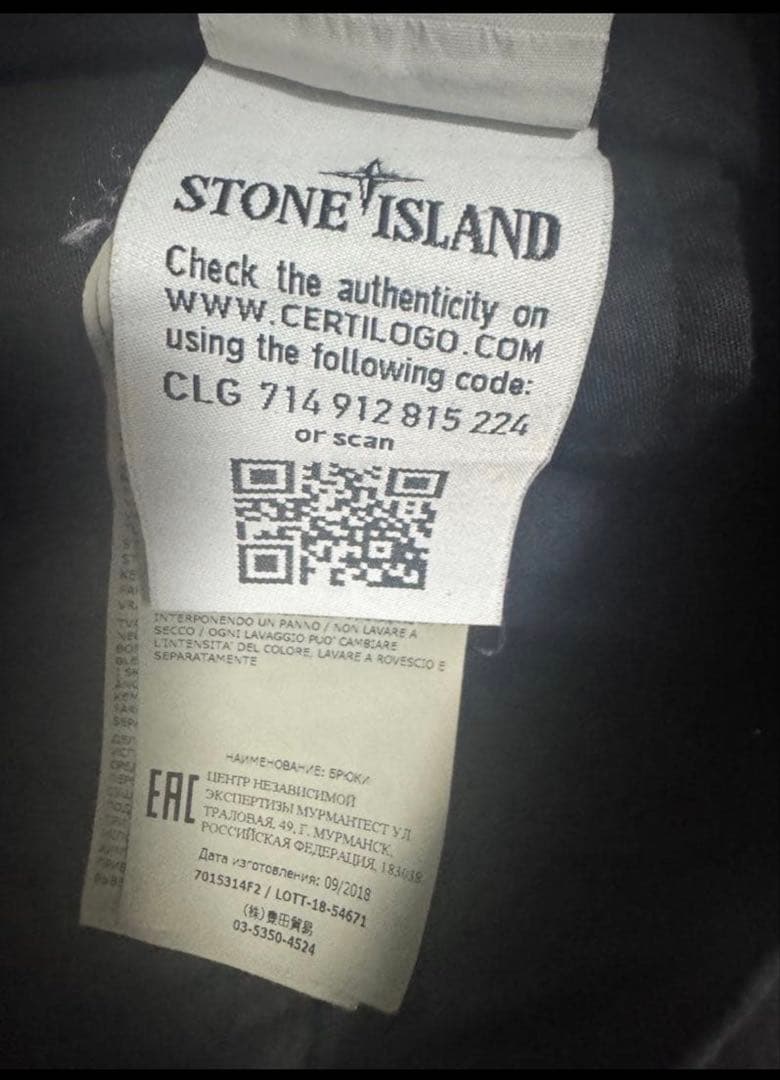 STONE ISLAND
Check the authenticity on
WWW.CERTILOGO.COM
using the following code:
CLG 714 912 815 224
or scan
INTERPONENDO UN PANNO / NON LAVARE A
SECCO / OGNI LAVAGGIO PUO' CAMBIARE
L'INTENSITA' DEL COLORE, LAVARE A ROVESCIO E
SEPARATAMENTE
НАИМЕНОВАНИЕ: БРЮКИ
EAC
ЦЕНТР НЕЗАВИСИМОЙ
ЭКСПЕРТИЗЫ МУРМАНТЕСТ УЛ.
ТРАЛОВАЯ, 49, Г. МУРМАНСК,
РОССИЙСКАЯ ФЕДЕРАЦИЯ, 183038
Дата изготовления: 09/2018
7015314F2 / LOTT-18-54671
(株)豊田貿易
03-5350-4524